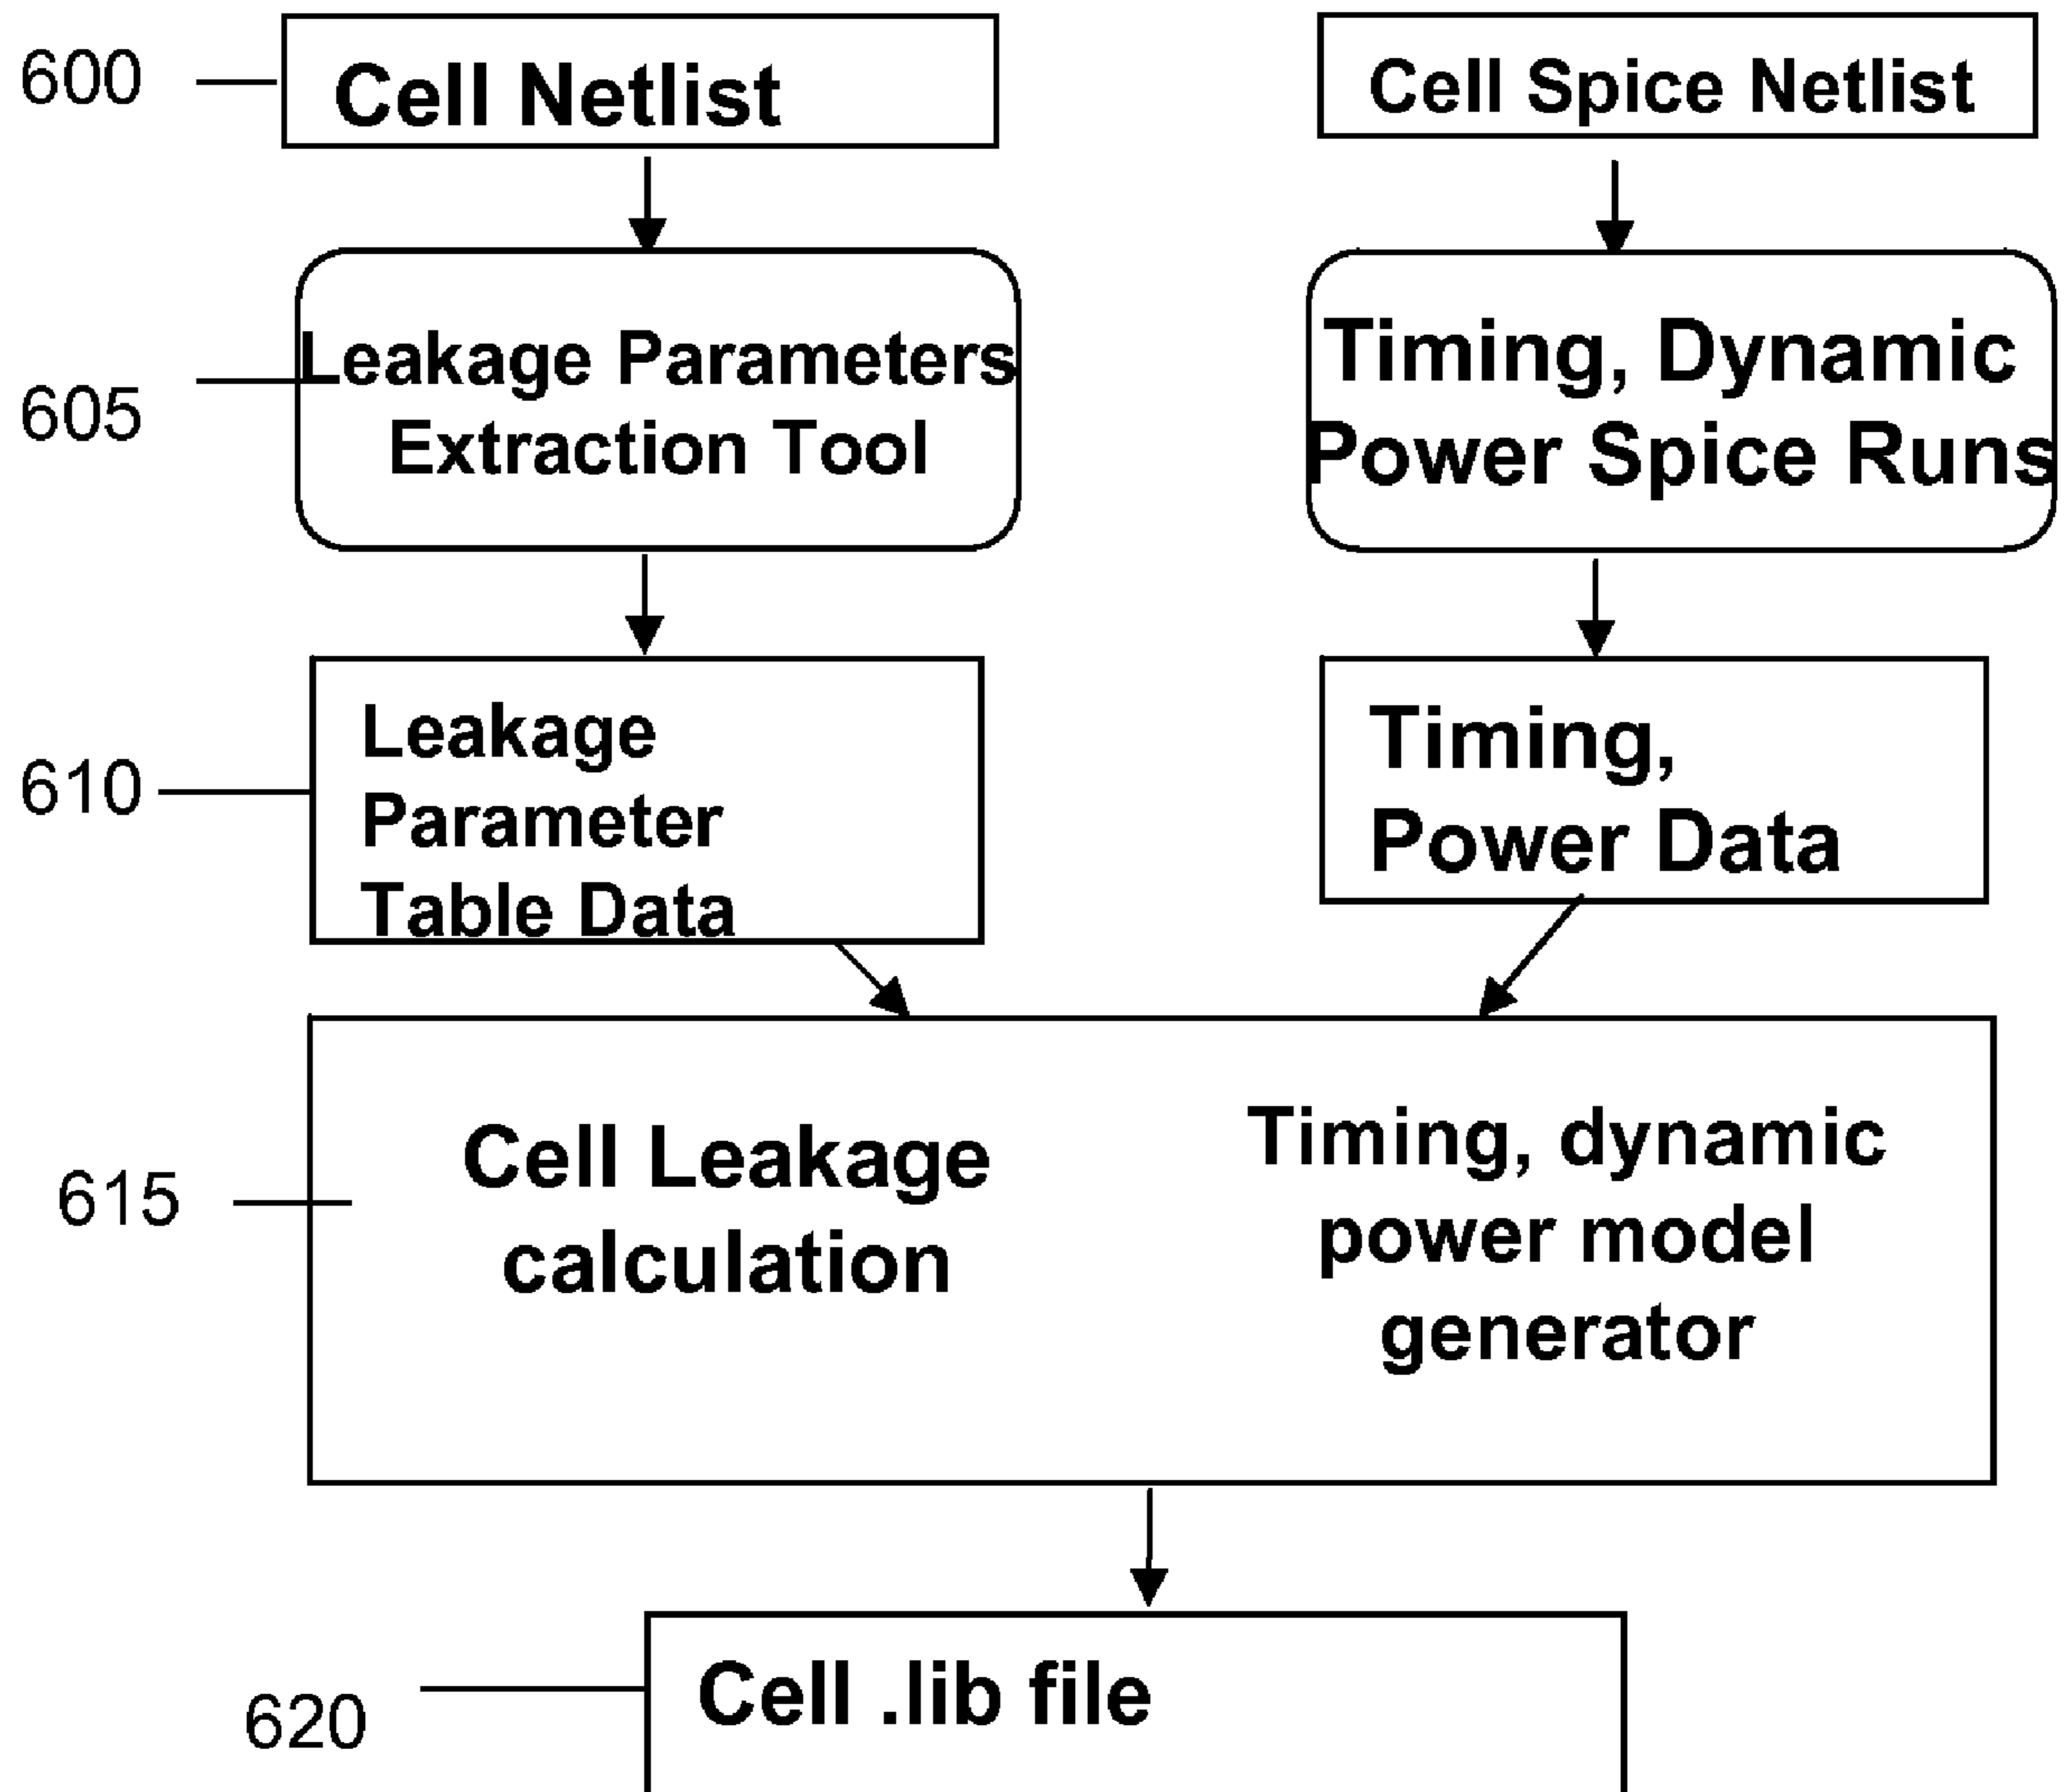 600
Cell Netlist
Cell Spice Netlist
605
Leakage Parameters
Extraction Tool
Timing, Dynamic
Power Spice Runs
610
Leakage
Parameter
Table Data
Timing,
Power Data
615
Cell Leakage
calculation
Timing, dynamic
power model
generator
620
Cell .lib file